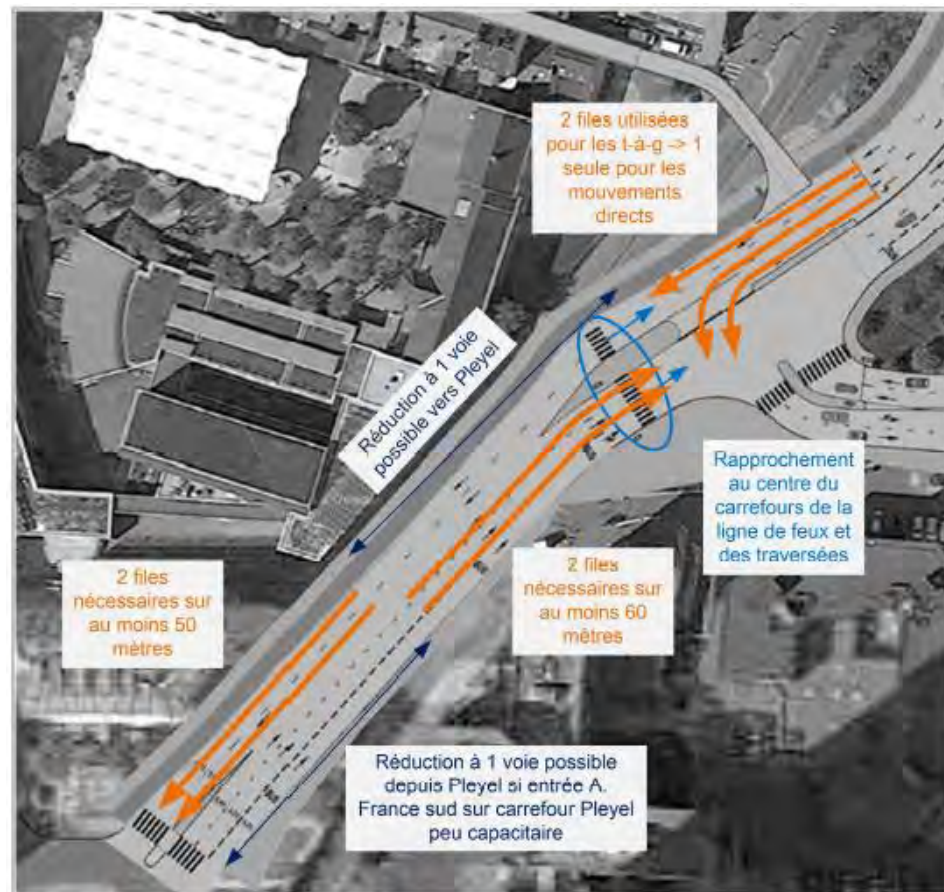 2 files utilisées
pour les t-à-g -> 1
seule pour les
mouvements
directs
Réduction à 1 voie
possible vers Pleyel
Rapprochement
au centre du
carrefours de la
ligne de feux et
des traversées
2 files
nécessaires sur
au moins 50
mètres
2 files
nécessaires sur
au moins 60
mètres
Réduction à 1 voie possible
depuis Pleyel si entrée A.
France sud sur carrefour Pleyel
peu capacitaire